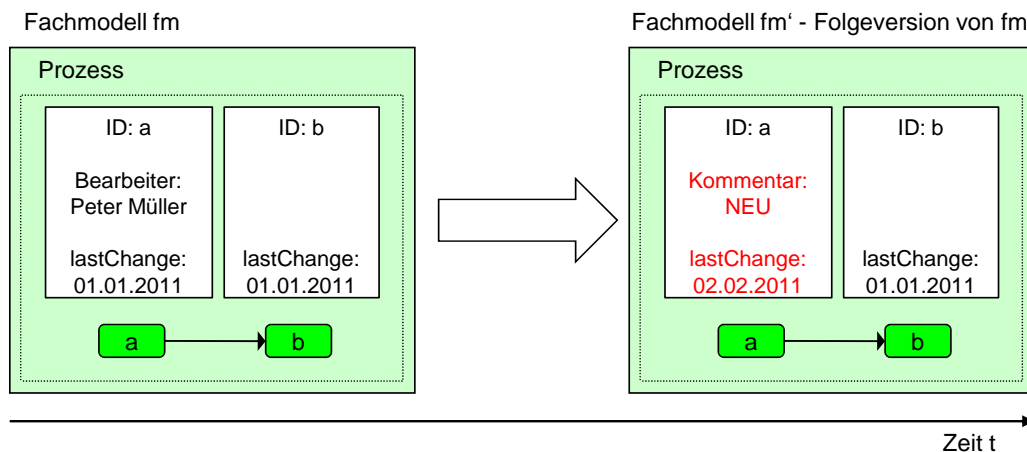 Fachmodell fm
Prozess
ID: a
Bearbeiter:
Peter Müller
lastChange:
01.01.2011
ID: b
lastChange:
01.01.2011
a
b
Fachmodell fm‘ - Folgeversion von fm
Prozess
ID: a
Kommentar:
NEU
lastChange:
02.02.2011
ID: b
lastChange:
01.01.2011
a
b
Zeit t